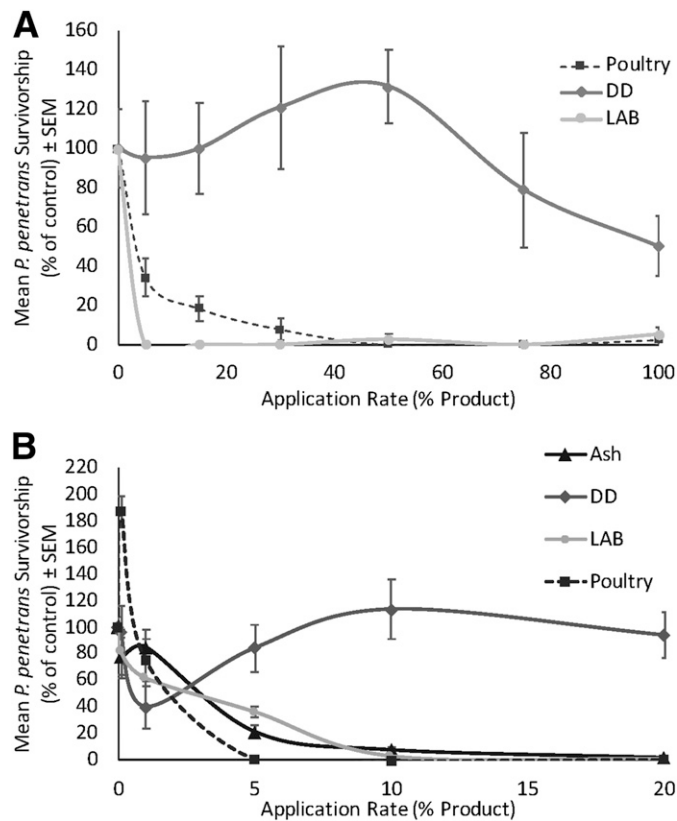 A
Mean P. penetrans Survivorship
(% of control) ± SEM
160
140
120
100
80
60
40
20
0
Poultry
DD
LAB
0 20 40 60 80 100
Application Rate (% Product)
B
Mean P. penetrans Survivorship
(% of control) ± SEM
220
200
180
160
140
120
100
80
60
40
20
0
Ash
DD
LAB
Poultry
0 5 10 15 20
Application Rate (% Product)